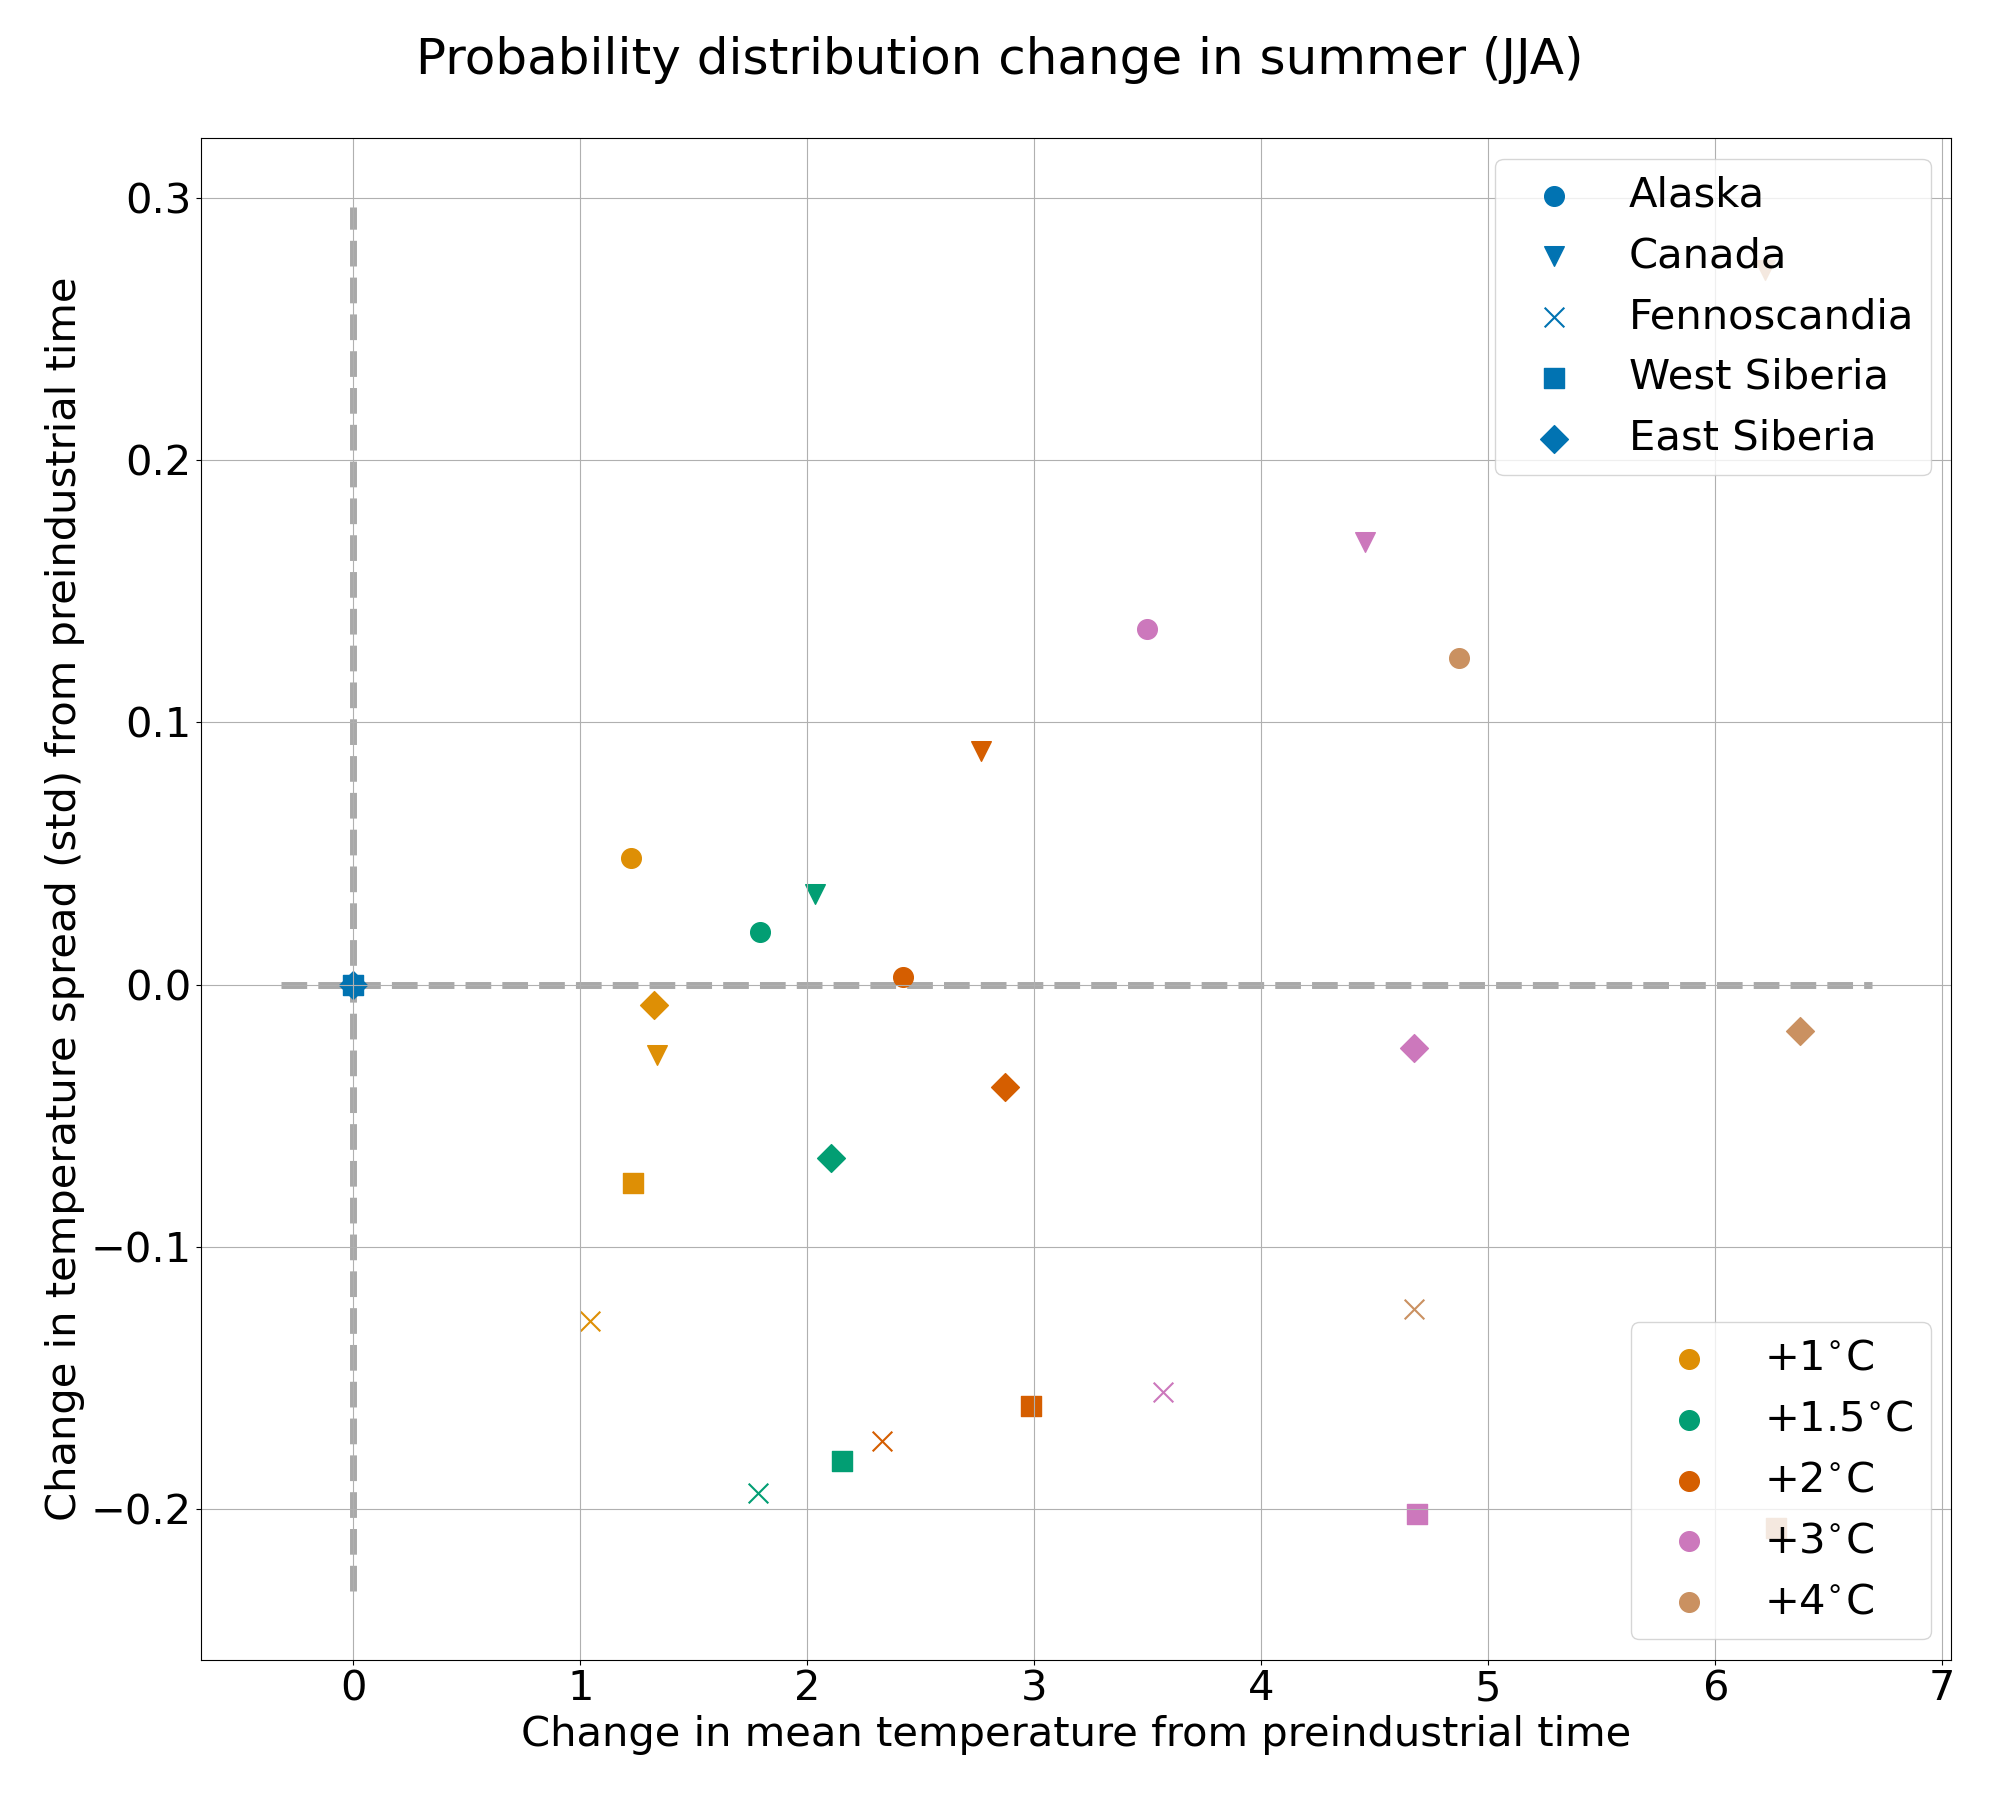 Probability distribution change in summer (JJA)
Change in temperature spread (std) from preindustrial time
0.3
0.2
0.1
0.0
−0.1
−0.2
Alaska
Canada
Fennoscandia
West Siberia
East Siberia
+1°C
+1.5°C
+2°C
+3°C
+4°C
0 1 2 3 4 5 6 7
Change in mean temperature from preindustrial time